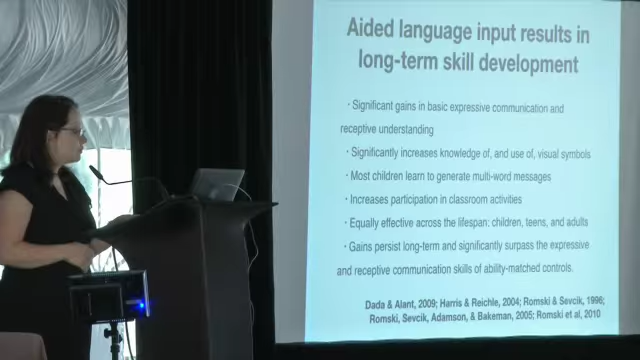 Aided language input results in
long-term skill development
· Significant gains in basic expressive communication and
receptive understanding
· Significantly increases knowledge of, and use of, visual symbols
· Most children learn to generate multi-word messages
· Increases participation in classroom activities
· Equally effective across the lifespan: children, teens, and adults
· Gains persist long-term and significantly surpass the expressive
and receptive communication skills of ability-matched controls.
Dada & Alant, 2009; Harris & Reichle, 2004; Romski & Sevcik, 1996;
Romski, Sevcik, Adamson, & Bakeman, 2005; Romski et al, 2010